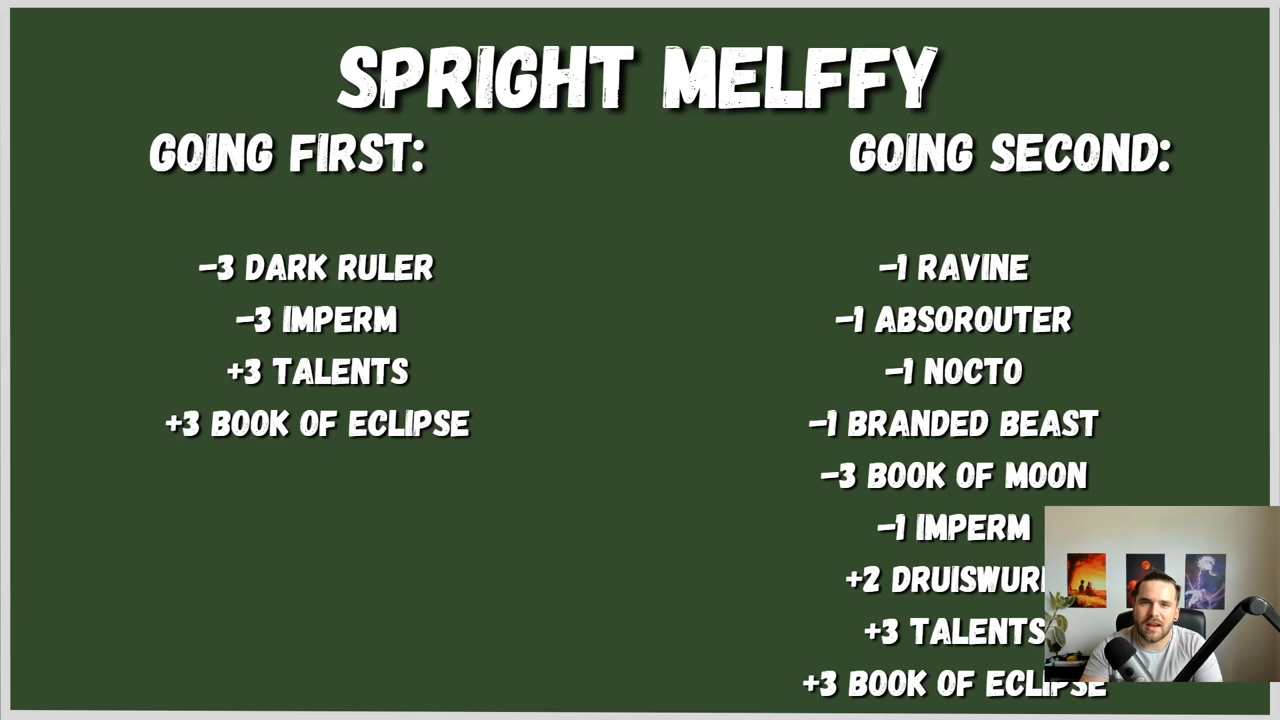 SPRIGHT MELFFY
GOING FIRST:
-3 DARK RULER
-3 IMPERM
+3 TALENTS
+3 BOOK OF ECLIPSE
GOING SECOND:
-1 RAVINE
-1 ABSOROUTER
-1 NOCTO
-1 BRANDED BEAST
-3 BOOK OF MOON
-1 IMPERM
+2
+3 TALENTS
+3 BOOK OF ECLIPSE